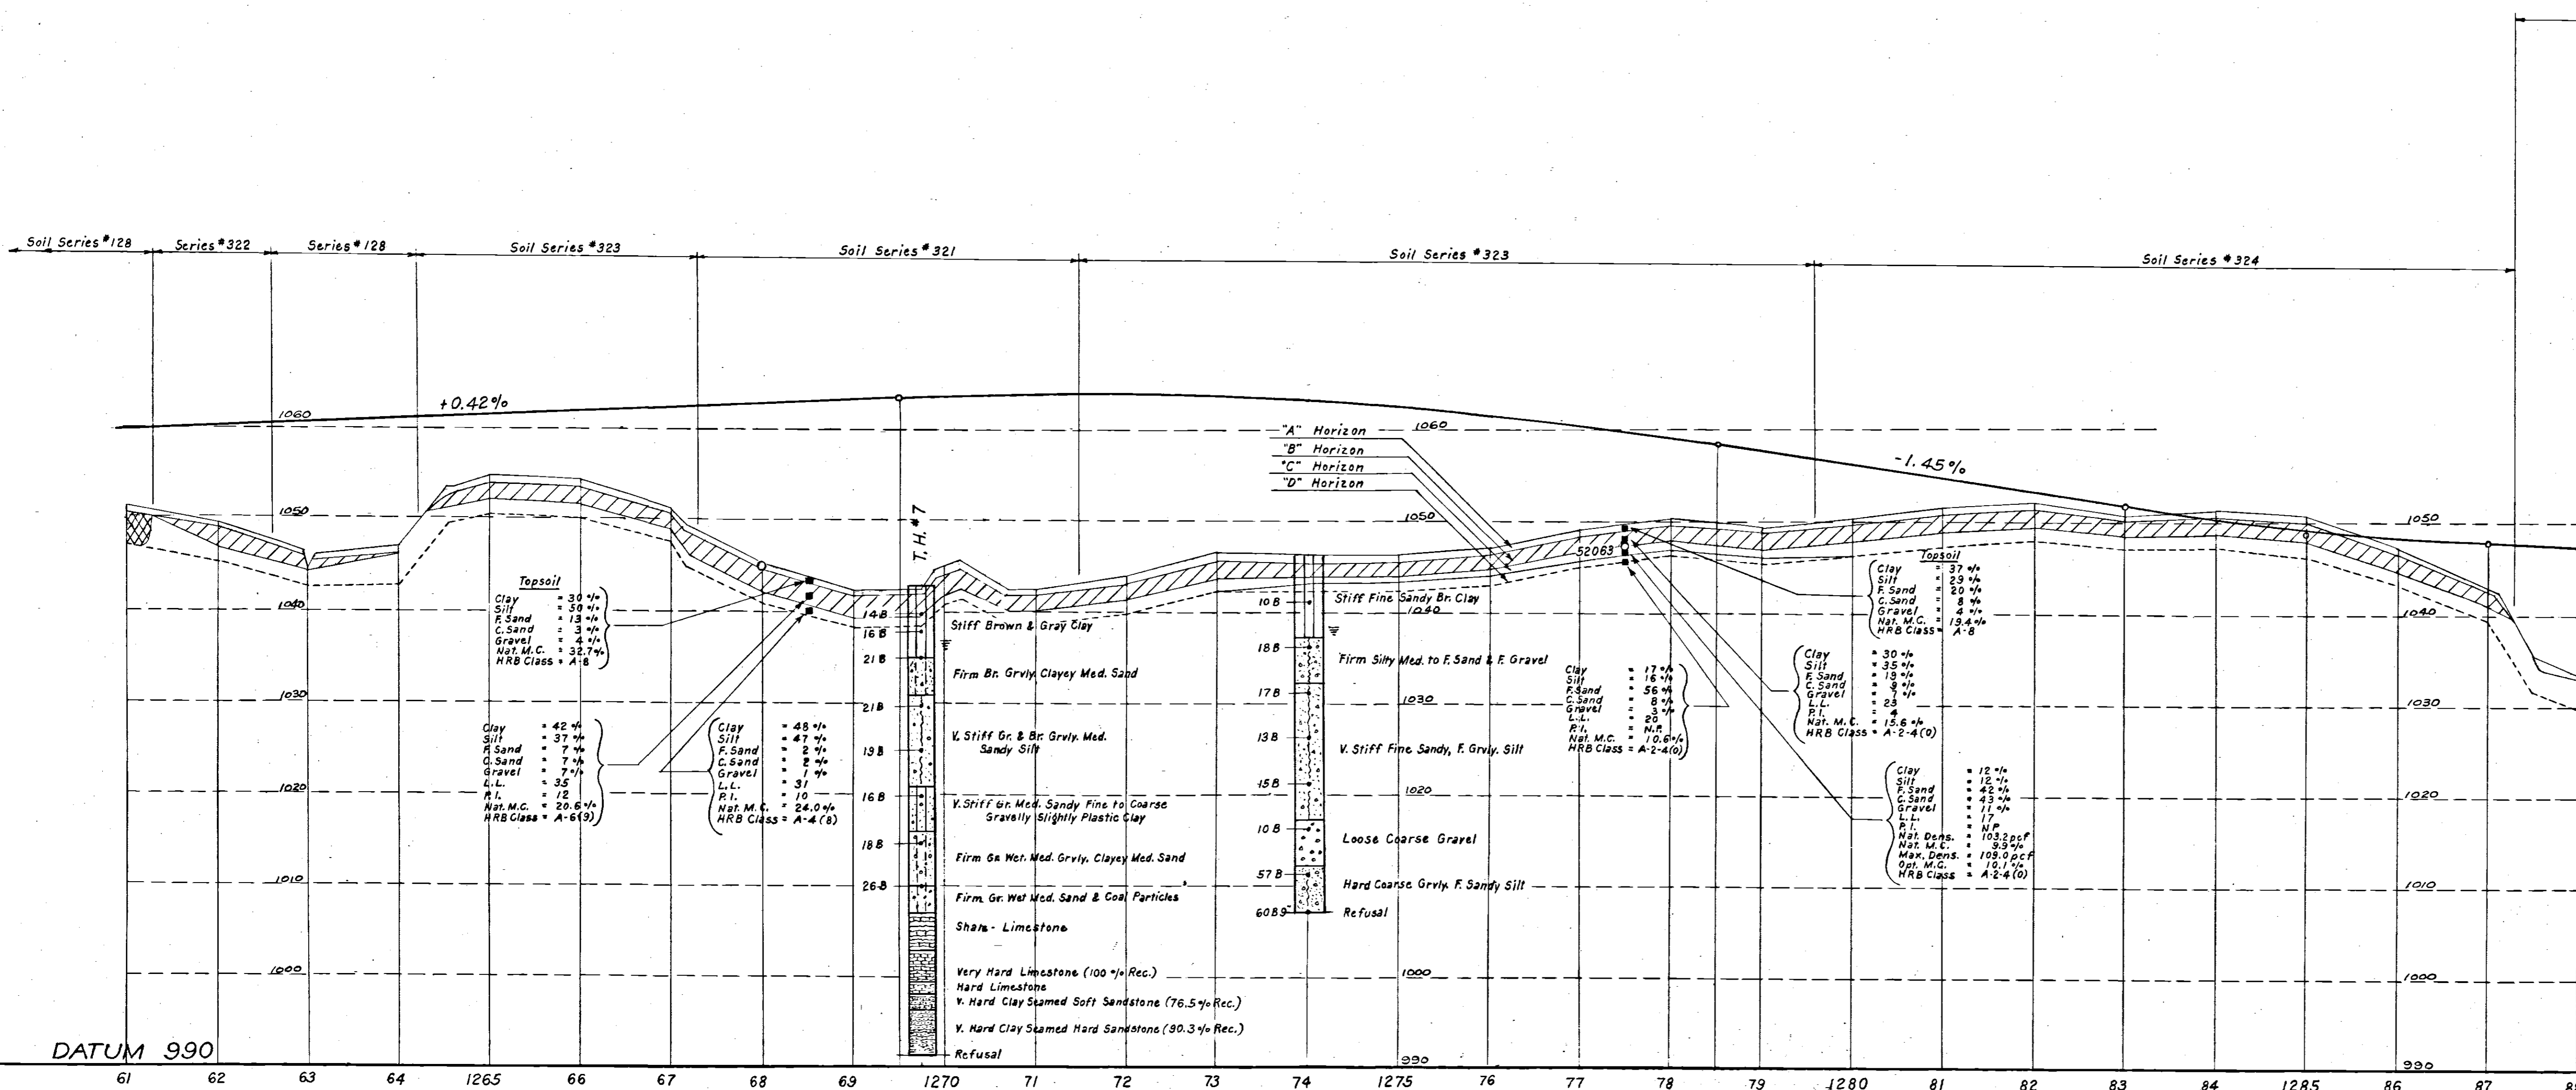 Soil Series #128
Series #322
Series #128
Soil Series #323
Soil Series #321
Soil Series #323
Soil Series #324
+0.42%
-1.45%
1060
1060
"A" Horizon
"B" Horizon
"C" Horizon
"D" Horizon
1050
1050
1050
T.H. #7
52063
Topsoil
Clay = 30 %
Silt = 50 %
F. Sand = 13 %
C. Sand = 3 %
Gravel = 4 %
Nat. M.C. = 32.7%
HRB Class = A-8
Clay = 42 %
Silt = 37 %
F. Sand = 7 %
C. Sand = 7 %
Gravel = 7 %
L.L. = 35
P.I. = 12
Nat. M.C. = 20.6 %
HRB Class = A-6(9)
Clay = 48 %
Silt = 47 %
F. Sand = 2 %
C. Sand = 2 %
Gravel = 1 %
L.L. = 31
P.I. = 10
Nat. M.C. = 24.0 %
HRB Class = A-4(8)
14 B
16 B
21 B
21 B
19 B
16 B
18 B
26 B
Stiff Brown & Gray Clay
Firm Br. Grvly. Clayey Med. Sand
V. Stiff Gr. & Br. Grvly. Med.
Sandy Silt
V. Stiff Gr. Med. Sandy Fine to Coarse
Gravelly Slightly Plastic Clay
Firm Gr. Wet. Med. Grvly. Clayey Med. Sand
Firm Gr. Wet Med. Sand & Coal Particles
Shale - Limestone
Very Hard Limestone (100 % Rec.)
Hard Limestone
V. Hard Clay Seamed Soft Sandstone (76.5% Rec.)
V. Hard Clay Seamed Hard Sandstone (90.3% Rec.)
Refusal
10 B
18 B
17 B
13 B
15 B
10 B
57 B
60B9"
Stiff Fine Sandy Br. Clay
Firm Silty Med. to F. Sand & F. Gravel
V. Stiff Fine Sandy, F. Grvly. Silt
Loose Coarse Gravel
Hard Coarse Grvly. F. Sandy Silt
Refusal
Clay = 17 %
Silt = 16 %
F. Sand = 56 %
C. Sand = 8 %
Gravel = 3 %
L.L. = 20
P.I. = N.P.
Nat. M.C. = 10.6 %
HRB Class = A-2-4(0)
Topsoil
Clay = 37 %
Silt = 29 %
F. Sand = 20 %
C. Sand = 8 %
Gravel = 4 %
Nat. M.C. = 19.4 %
HRB Class = A-8
Clay = 30 %
Silt = 35 %
F. Sand = 19 %
C. Sand = 9 %
Gravel = 7 %
L.L. = 23
P.I. = 4
Nat. M.C. = 15.6 %
HRB Class = A-2-4(0)
Clay = 12 %
Silt = 12 %
F. Sand = 42 %
C. Sand = 43 %
Gravel = 11 %
L.L. = 17
P.I. = NP
Nat. Dens. = 103.2 pcf
Nat. M.C. = 9.9 %
Max. Dens. = 109.0 pcf
Opt. M.C. = 10.1 %
HRB Class = A-2-4(0)
1040
1040
1040
1030
1030
1030
1020
1020
1020
1010
1010
1000
1000
1000
990
990
DATUM 990
61 62 63 64 1265 66 67 68 69 1270 71 72 73 74 1275 76 77 78 79 1280 81 82 83 84 1285 86 87